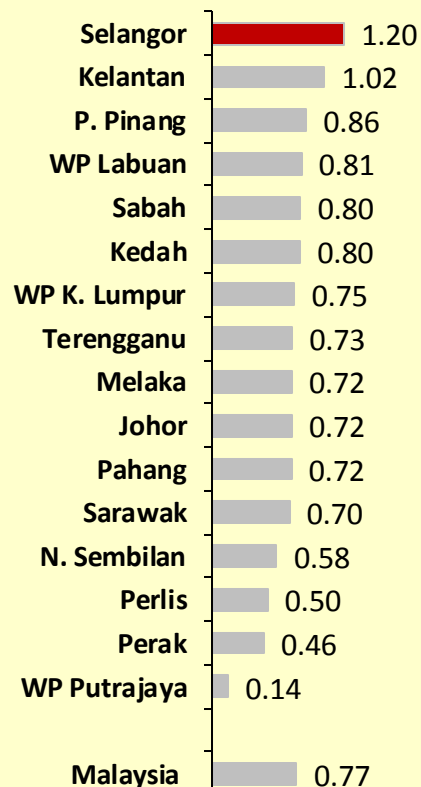 Selangor 1.20
Kelantan 1.02
P. Pinang 0.86
WP Labuan 0.81
Sabah 0.80
Kedah 0.80
WP K. Lumpur 0.75
Terengganu 0.73
Melaka 0.72
Johor 0.72
Pahang 0.72
Sarawak 0.70
N. Sembilan 0.58
Perlis 0.50
Perak 0.46
WP Putrajaya 0.14
Malaysia 0.77